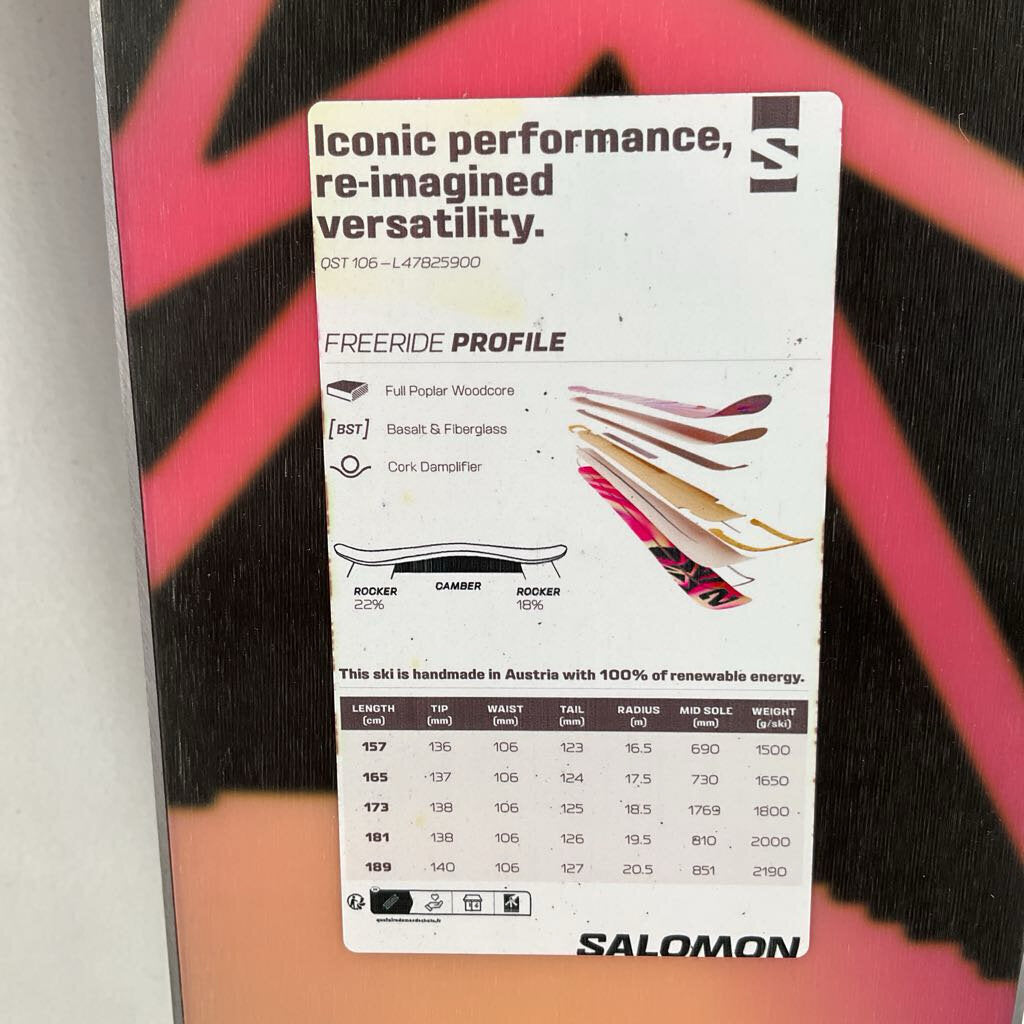 Iconic performance,
re-imagined
versatility.
QST 106 – L47825900
FREERIDE PROFILE
Full Poplar Woodcore
[BST] Basalt & Fiberglass
Cork Damplifier
ROCKER CAMBER ROCKER
22% 18%
This ski is handmade in Austria with 100% of renewable energy.
LENGTH TIP WAIST TAIL RADIUS MID SOLE WEIGHT
(cm) (mm) (mm) (mm) (m) (mm) (g/ski)
157 136 106 123 16.5 690 1500
165 137 106 124 17.5 730 1650
173 138 106 125 18.5 1769 1800
181 138 106 126 19.5 810 2000
189 140 106 127 20.5 851 2190
quefairedemesdechets.fr
SALOMON